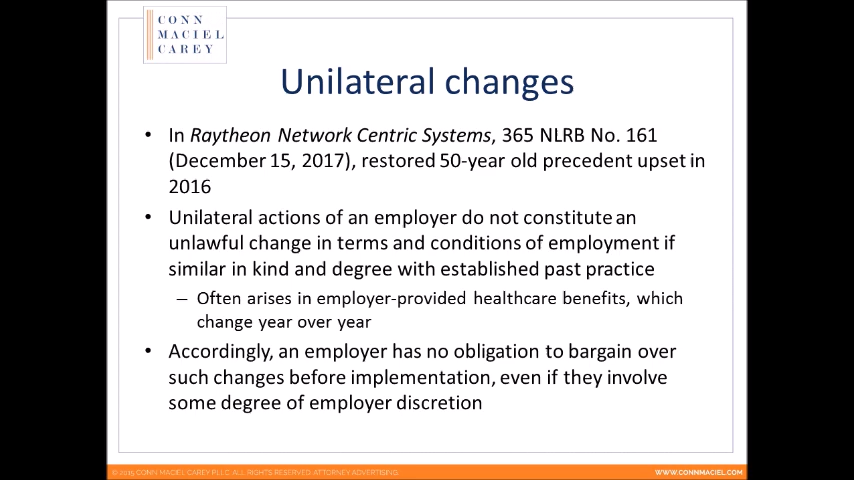 CONN
MACIEL
CAREY
Unilateral changes
• In Raytheon Network Centric Systems, 365 NLRB No. 161
(December 15, 2017), restored 50-year old precedent upset in
2016
• Unilateral actions of an employer do not constitute an
unlawful change in terms and conditions of employment if
similar in kind and degree with established past practice
– Often arises in employer-provided healthcare benefits, which
change year over year
• Accordingly, an employer has no obligation to bargain over
such changes before implementation, even if they involve
some degree of employer discretion
© 2019 CONN MACIEL CAREY PLLC ALL RIGHTS RESERVED ATTORNEY ADVERTISING
WWW.CONNMACIEL.COM